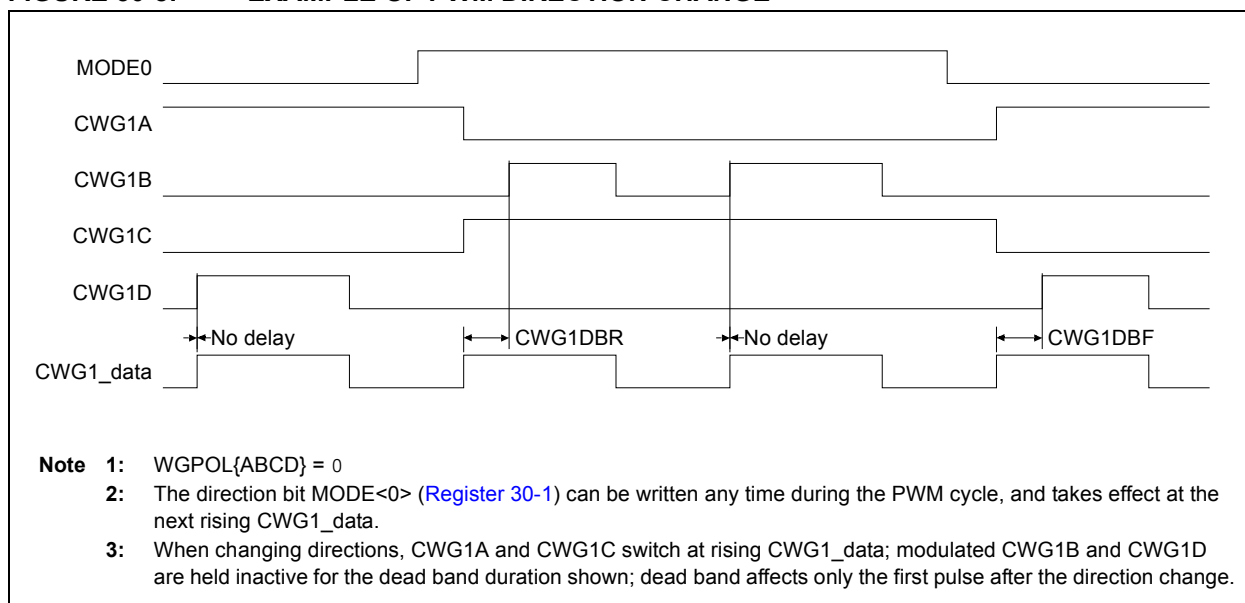 MODE0
CWG1A
CWG1B
CWG1C
CWG1D
No delay
CWG1DBR
No delay
CWG1DBF
CWG1_data
Note 1: WGPOL{ABCD} = 0
2: The direction bit MODE<0> (Register 30-1) can be written any time during the PWM cycle, and takes effect at the
next rising CWG1_data.
3: When changing directions, CWG1A and CWG1C switch at rising CWG1_data; modulated CWG1B and CWG1D
are held inactive for the dead band duration shown; dead band affects only the first pulse after the direction change.